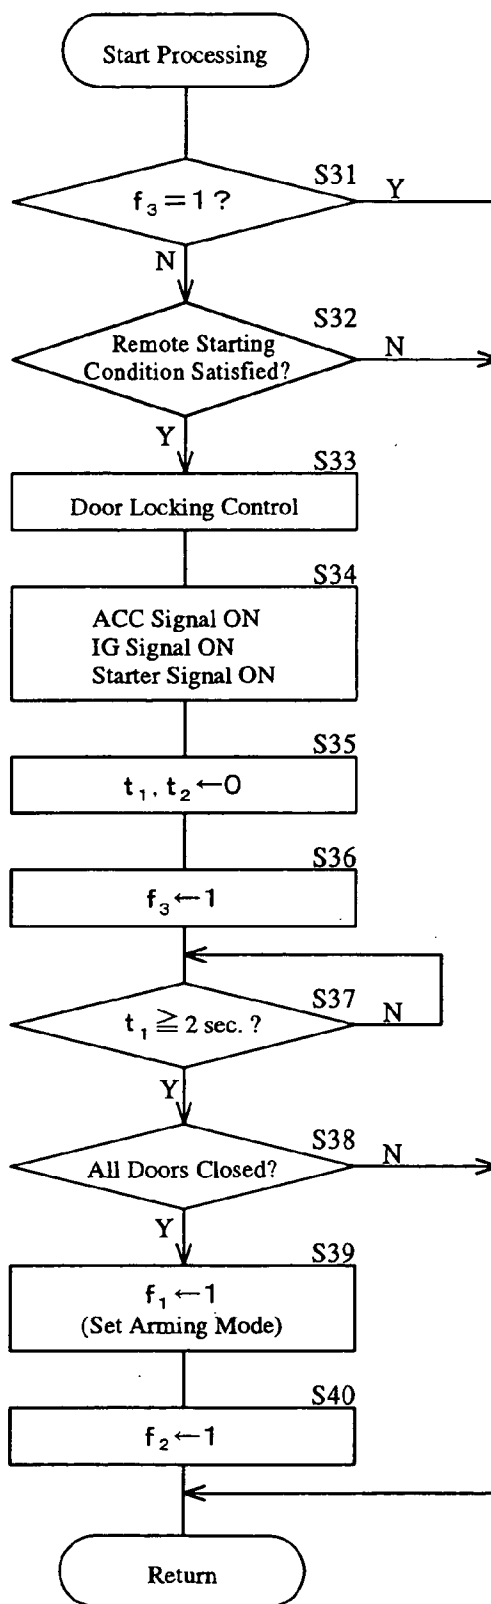 Start Processing
S31
f₃=1?
Y
N
S32
Remote Starting
Condition Satisfied?
N
Y
S33
Door Locking Control
S34
ACC Signal ON
IG Signal ON
Starter Signal ON
S35
t₁, t₂←0
S36
f₃←1
S37
t₁≧2 sec.?
N
Y
S38
All Doors Closed?
N
Y
S39
f₁←1
(Set Arming Mode)
S40
f₂←1
Return